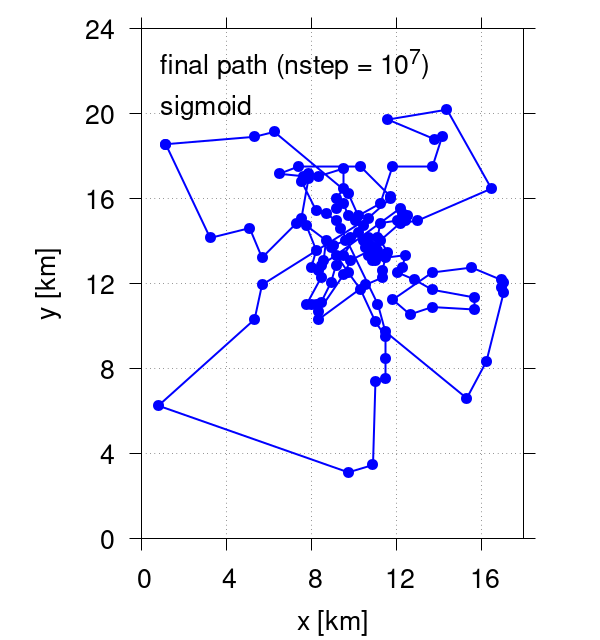 24
final path (nstep = 10⁷)
sigmoid
20
16
12
8
4
0
0 4 8 12 16
x [km]
y [km]